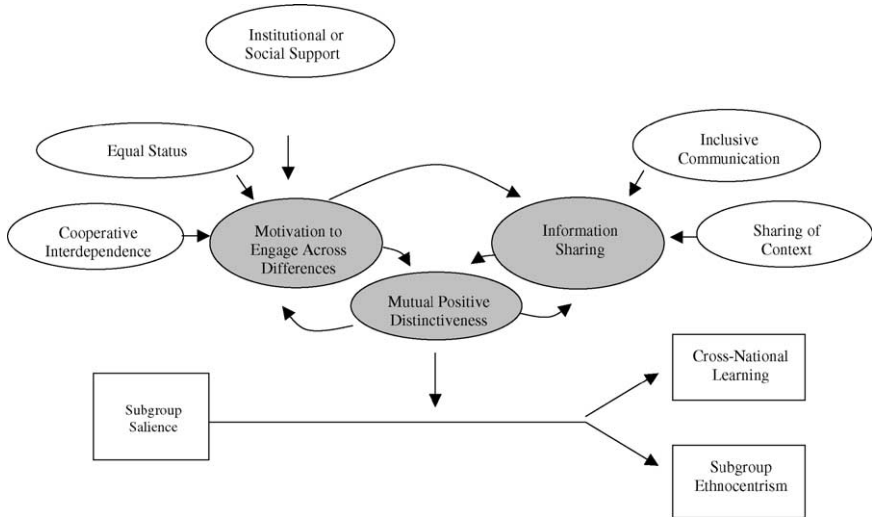 Institutional or
Social Support
Equal Status
Inclusive
Communication
Cooperative
Interdependence
Motivation to
Engage Across
Differences
Information
Sharing
Sharing of
Context
Mutual Positive
Distinctiveness
Cross-National
Learning
Subgroup
Salience
Subgroup
Ethnocentrism